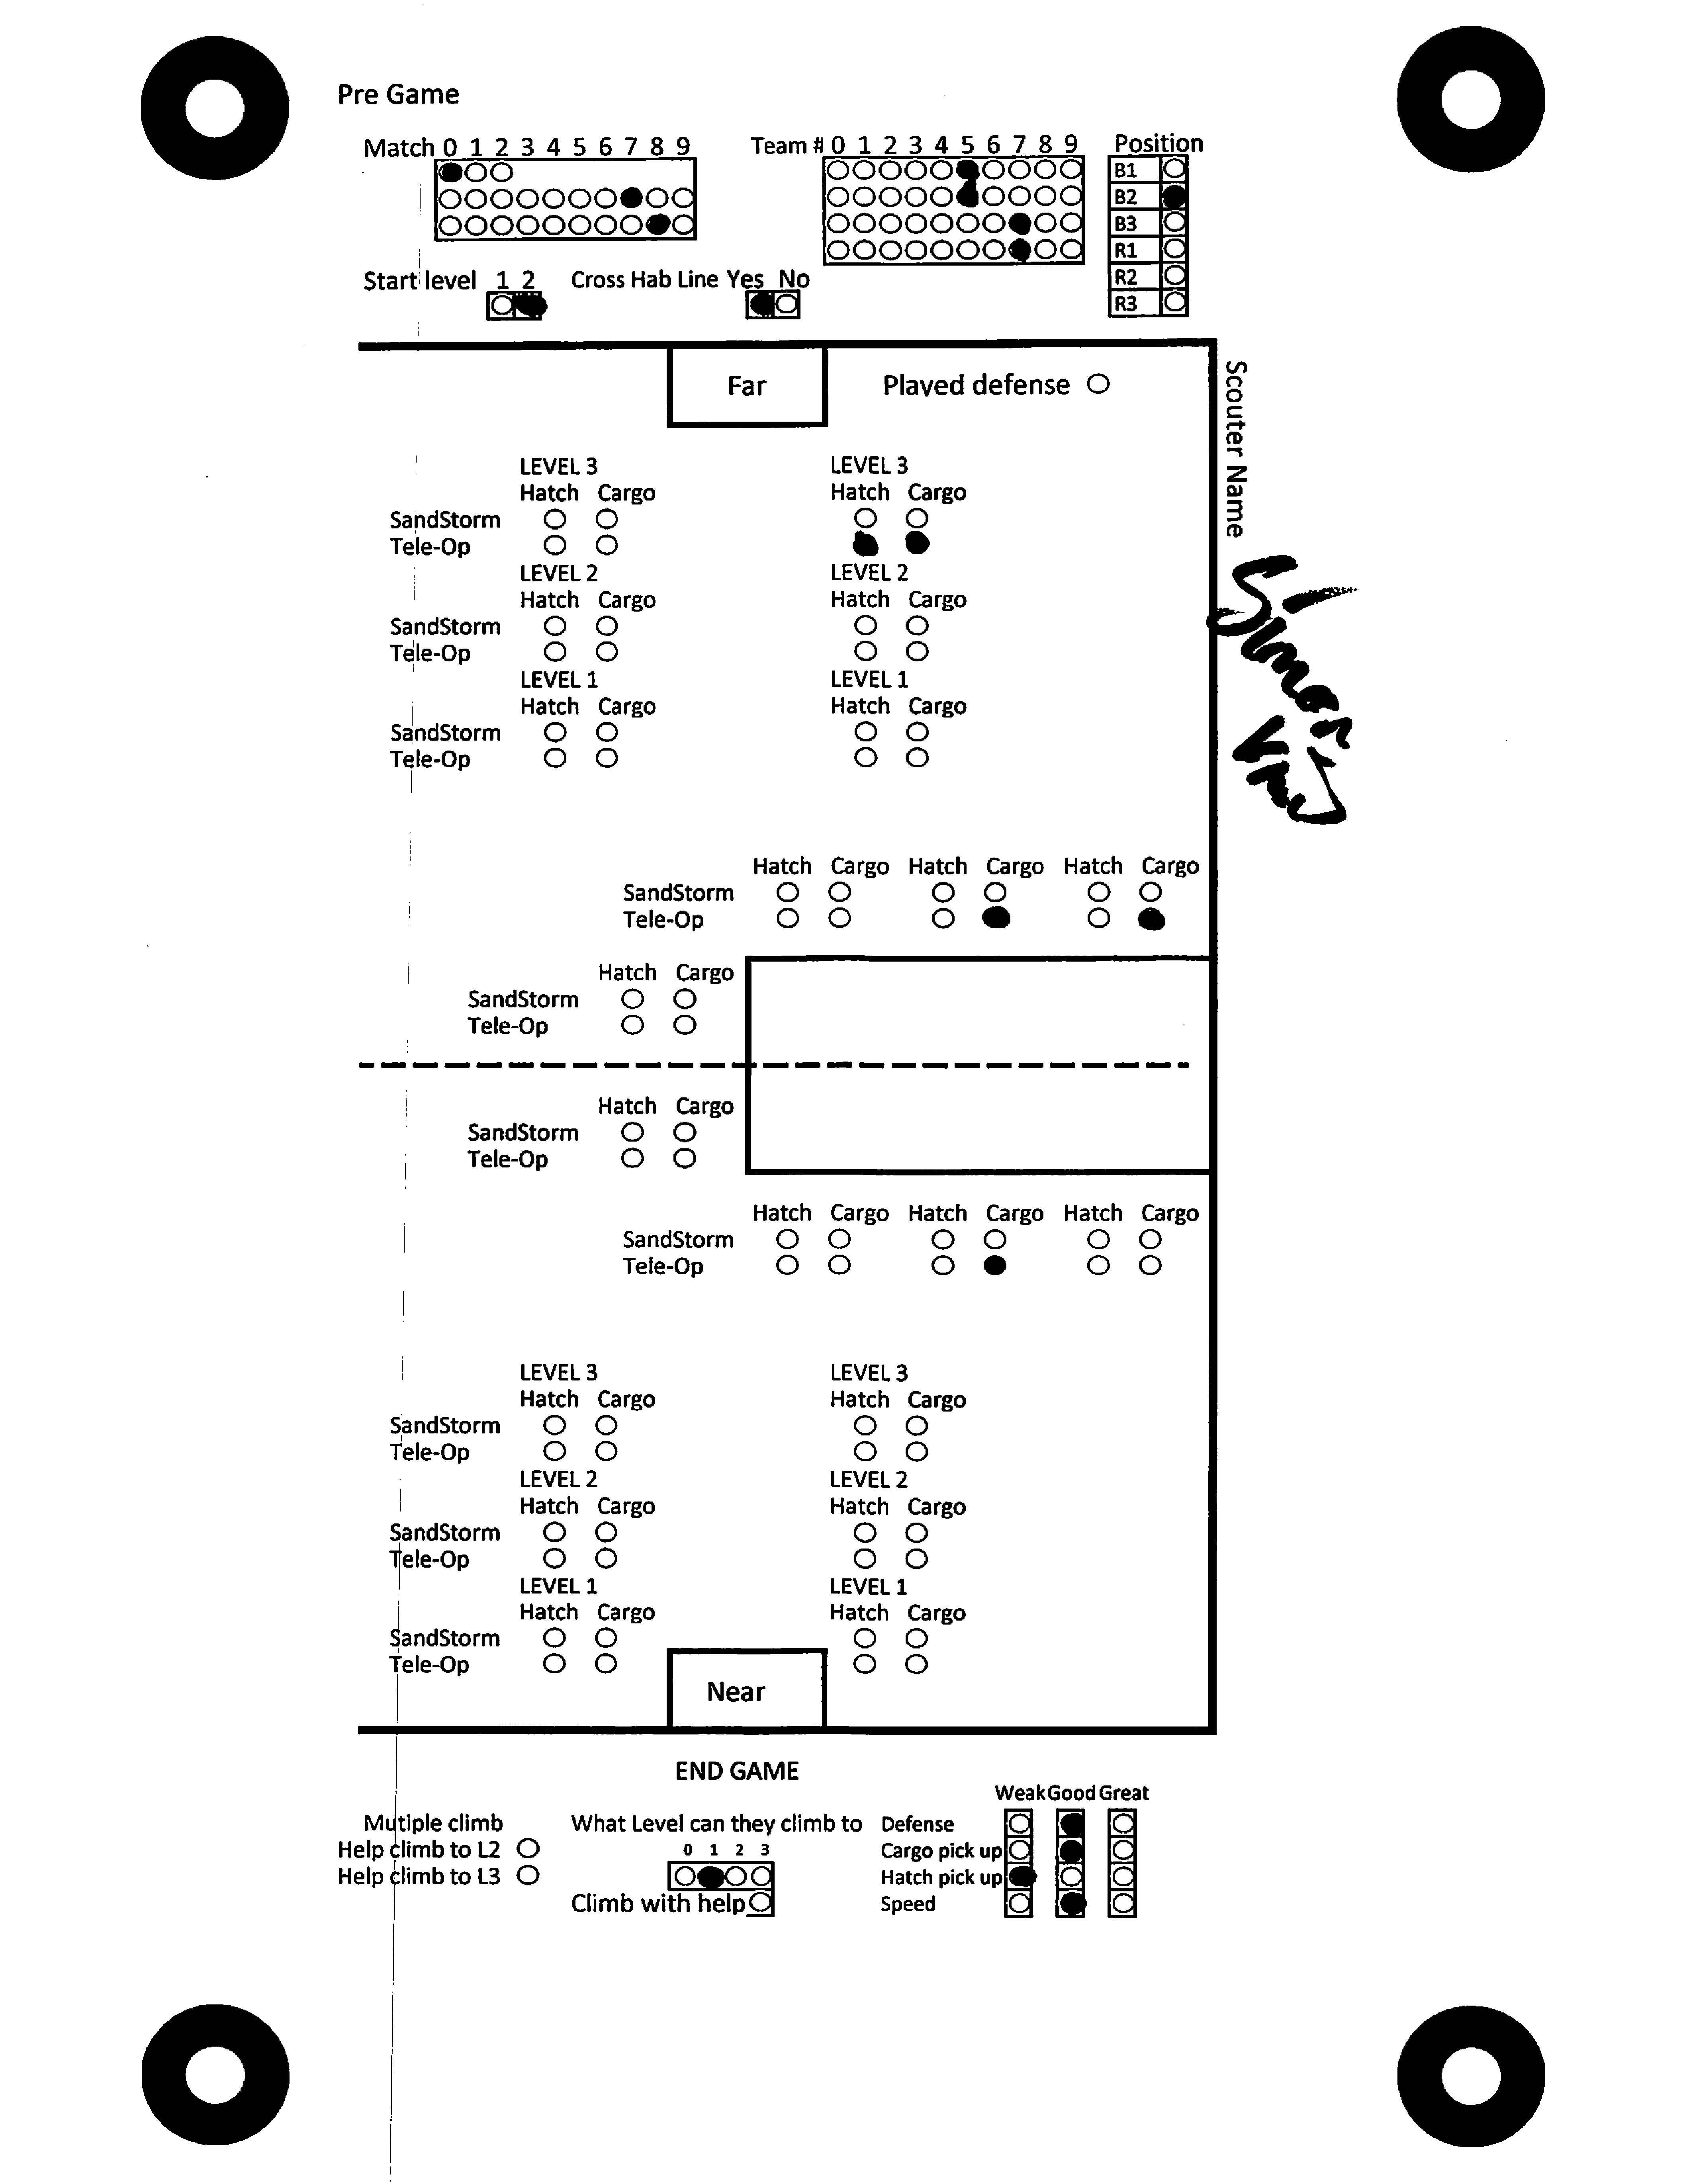 Pre Game
Match 0 1 2 3 4 5 6 7 8 9
Team # 0 1 2 3 4 5 6 7 8 9
Position
B1
B2
B3
R1
R2
R3
Start level 1 2
Cross Hab Line Yes No
Far
Played defense
Scouter Name
LEVEL 3 LEVEL 3
Hatch Cargo Hatch Cargo
SandStorm
Tele-Op
LEVEL 2 LEVEL 2
Hatch Cargo Hatch Cargo
SandStorm
Tele-Op
LEVEL 1 LEVEL 1
Hatch Cargo Hatch Cargo
SandStorm
Tele-Op
Hatch Cargo Hatch Cargo Hatch Cargo
SandStorm
Tele-Op
Hatch Cargo
SandStorm
Tele-Op
Hatch Cargo
SandStorm
Tele-Op
Hatch Cargo Hatch Cargo Hatch Cargo
SandStorm
Tele-Op
LEVEL 3 LEVEL 3
Hatch Cargo Hatch Cargo
SandStorm
Tele-Op
LEVEL 2 LEVEL 2
Hatch Cargo Hatch Cargo
SandStorm
Tele-Op
LEVEL 1 LEVEL 1
Hatch Cargo Hatch Cargo
SandStorm
Tele-Op
Near
END GAME
Mutiple climb
Help climb to L2
Help climb to L3
What Level can they climb to
0 1 2 3
Climb with help
Weak Good Great
Defense
Cargo pick up
Hatch pick up
Speed